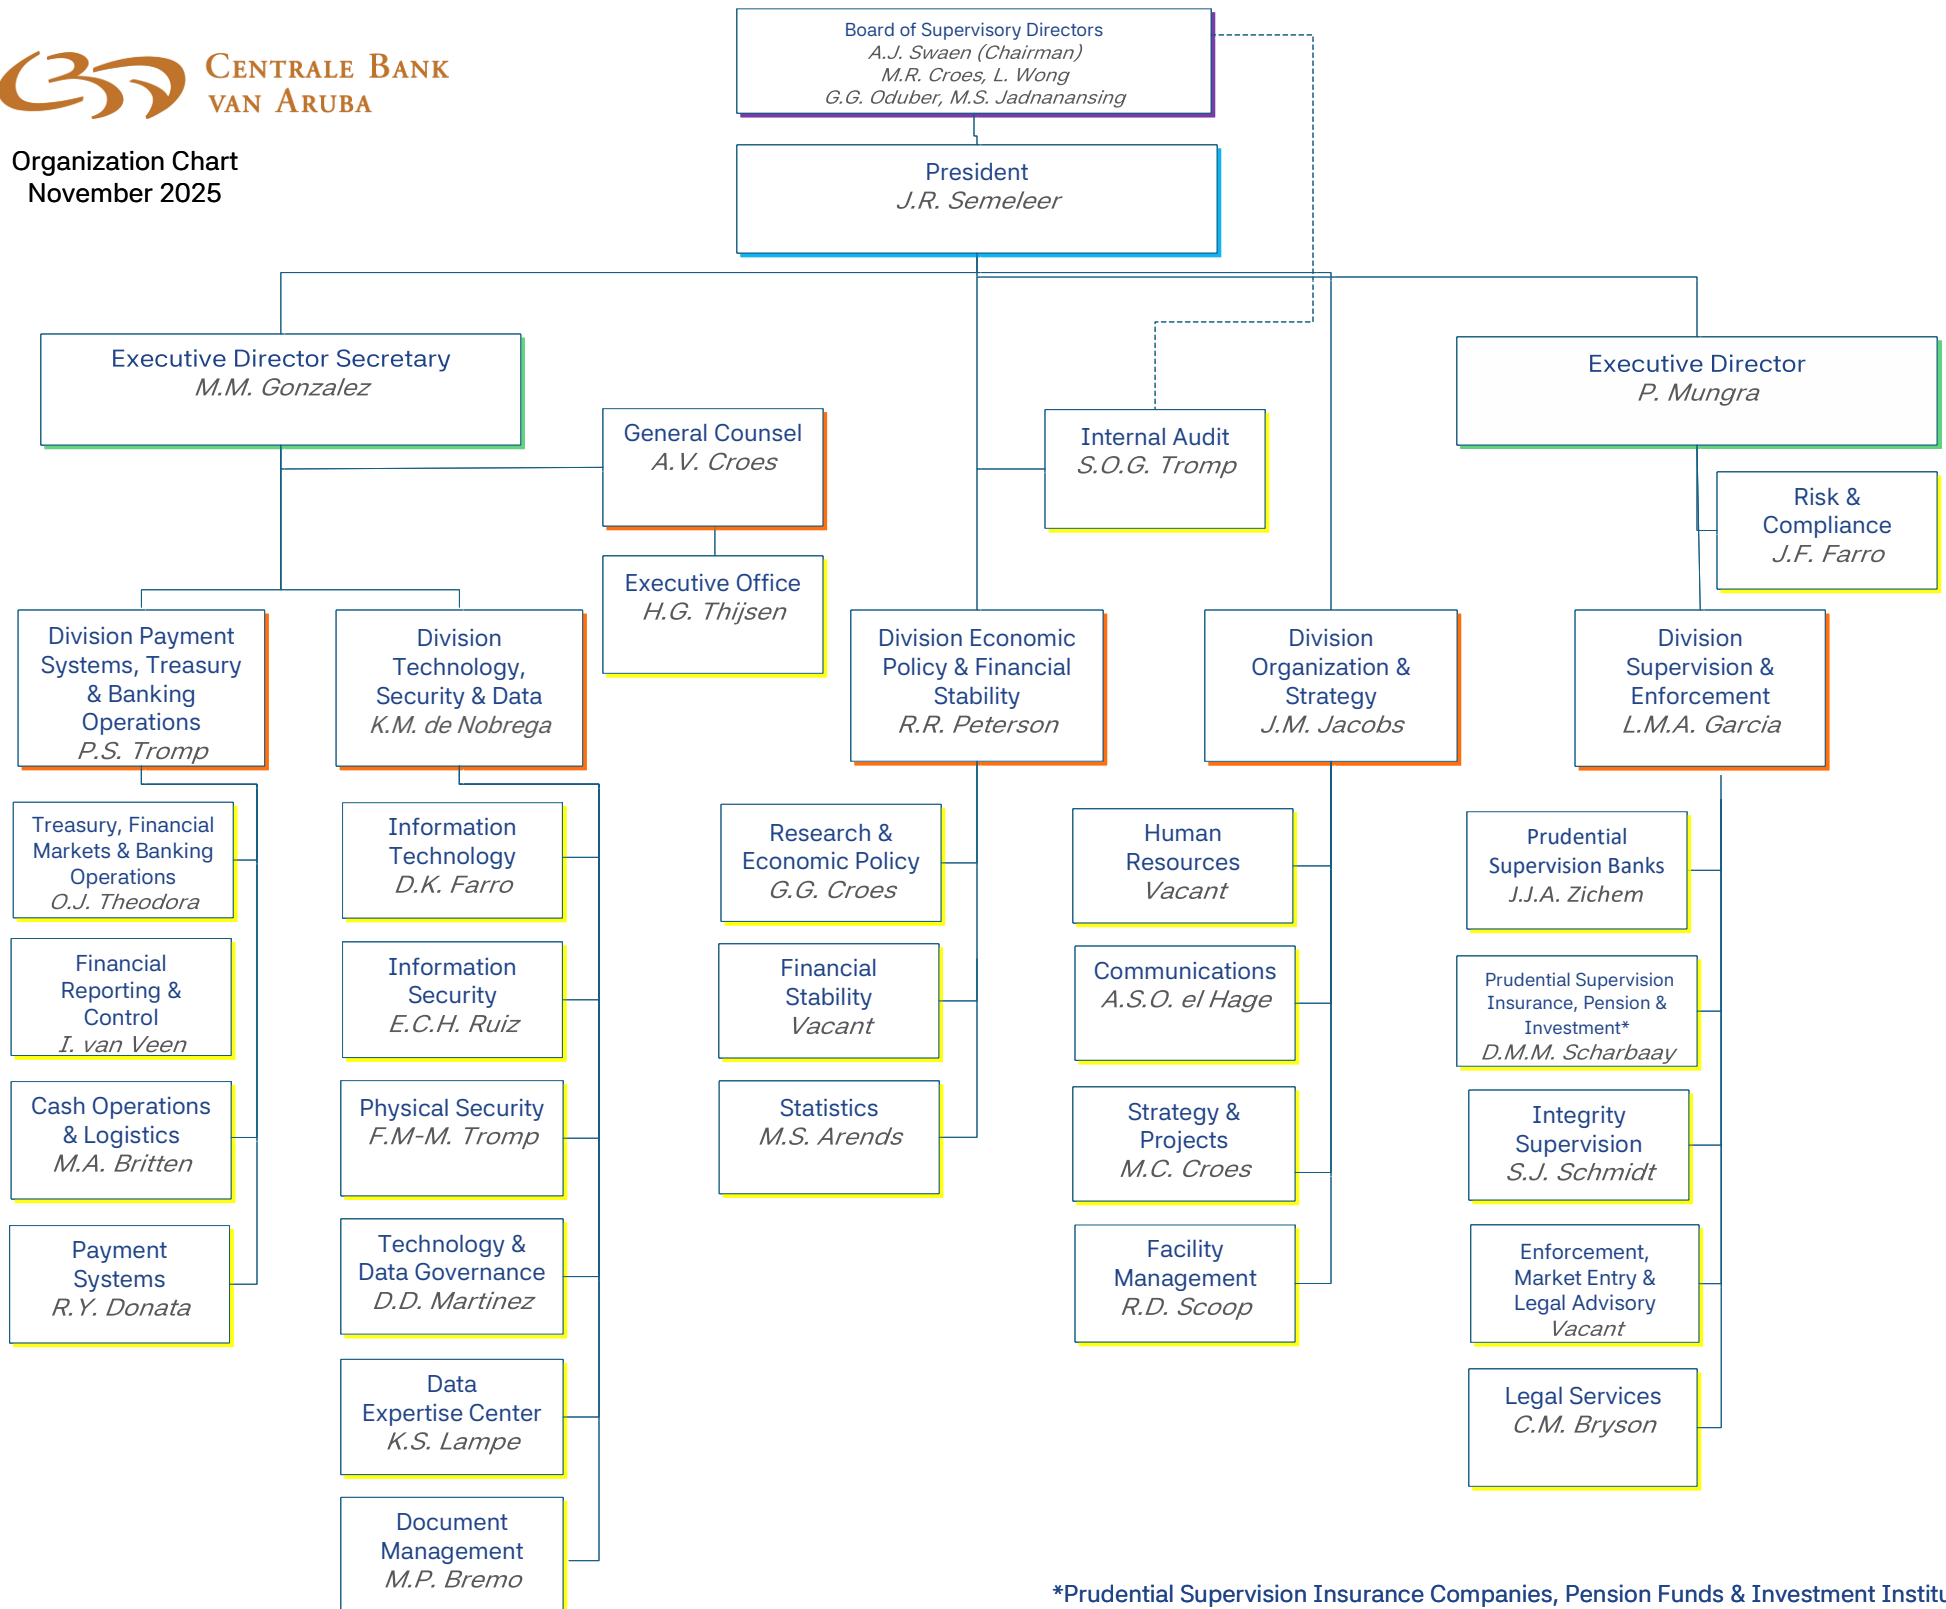 CENTRALE BANK
VAN ARUBA
Organization Chart
November 2025
Board of Supervisory Directors
A.J. Swaen (Chairman)
M.R. Croes, L. Wong
G.G. Oduber, M.S. Jadnanansing
President
J.R. Semeleer
Executive Director Secretary
M.M. Gonzalez
Executive Director
P. Mungra
General Counsel
A.V. Croes
Internal Audit
S.O.G. Tromp
Risk &
Compliance
J.F. Farro
Executive Office
H.G. Thijsen
Division Payment
Systems, Treasury
& Banking
Operations
P.S. Tromp
Division
Technology,
Security & Data
K.M. de Nobrega
Division Economic
Policy & Financial
Stability
R.R. Peterson
Division
Organization &
Strategy
J.M. Jacobs
Division
Supervision &
Enforcement
L.M.A. Garcia
Treasury, Financial
Markets & Banking
Operations
O.J. Theodora
Financial
Reporting &
Control
I. van Veen
Cash Operations
& Logistics
M.A. Britten
Payment
Systems
R.Y. Donata
Information
Technology
D.K. Farro
Information
Security
E.C.H. Ruiz
Physical Security
F.M-M. Tromp
Technology &
Data Governance
D.D. Martinez
Data
Expertise Center
K.S. Lampe
Document
Management
M.P. Bremo
Research &
Economic Policy
G.G. Croes
Financial
Stability
Vacant
Statistics
M.S. Arends
Human
Resources
Vacant
Communications
A.S.O. el Hage
Strategy &
Projects
M.C. Croes
Facility
Management
R.D. Scoop
Prudential
Supervision Banks
J.J.A. Zichem
Prudential Supervision
Insurance, Pension &
Investment*
D.M.M. Scharbaay
Integrity
Supervision
S.J. Schmidt
Enforcement,
Market Entry &
Legal Advisory
Vacant
Legal Services
C.M. Bryson
*Prudential Supervision Insurance Companies, Pension Funds & Investment